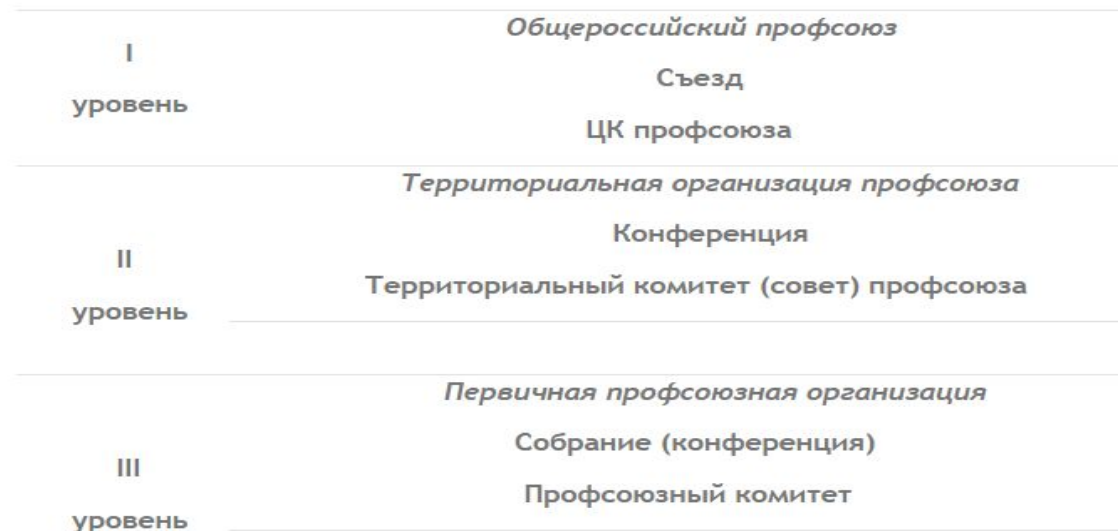 Общероссийский профсоюз
I
Съезд
уровень
ЦК профсоюза
Территориальная организация профсоюза
Конференция
II
Территориальный комитет (совет) профсоюза
уровень
Первичная профсоюзная организация
Собрание (конференция)
III
Профсоюзный комитет
уровень